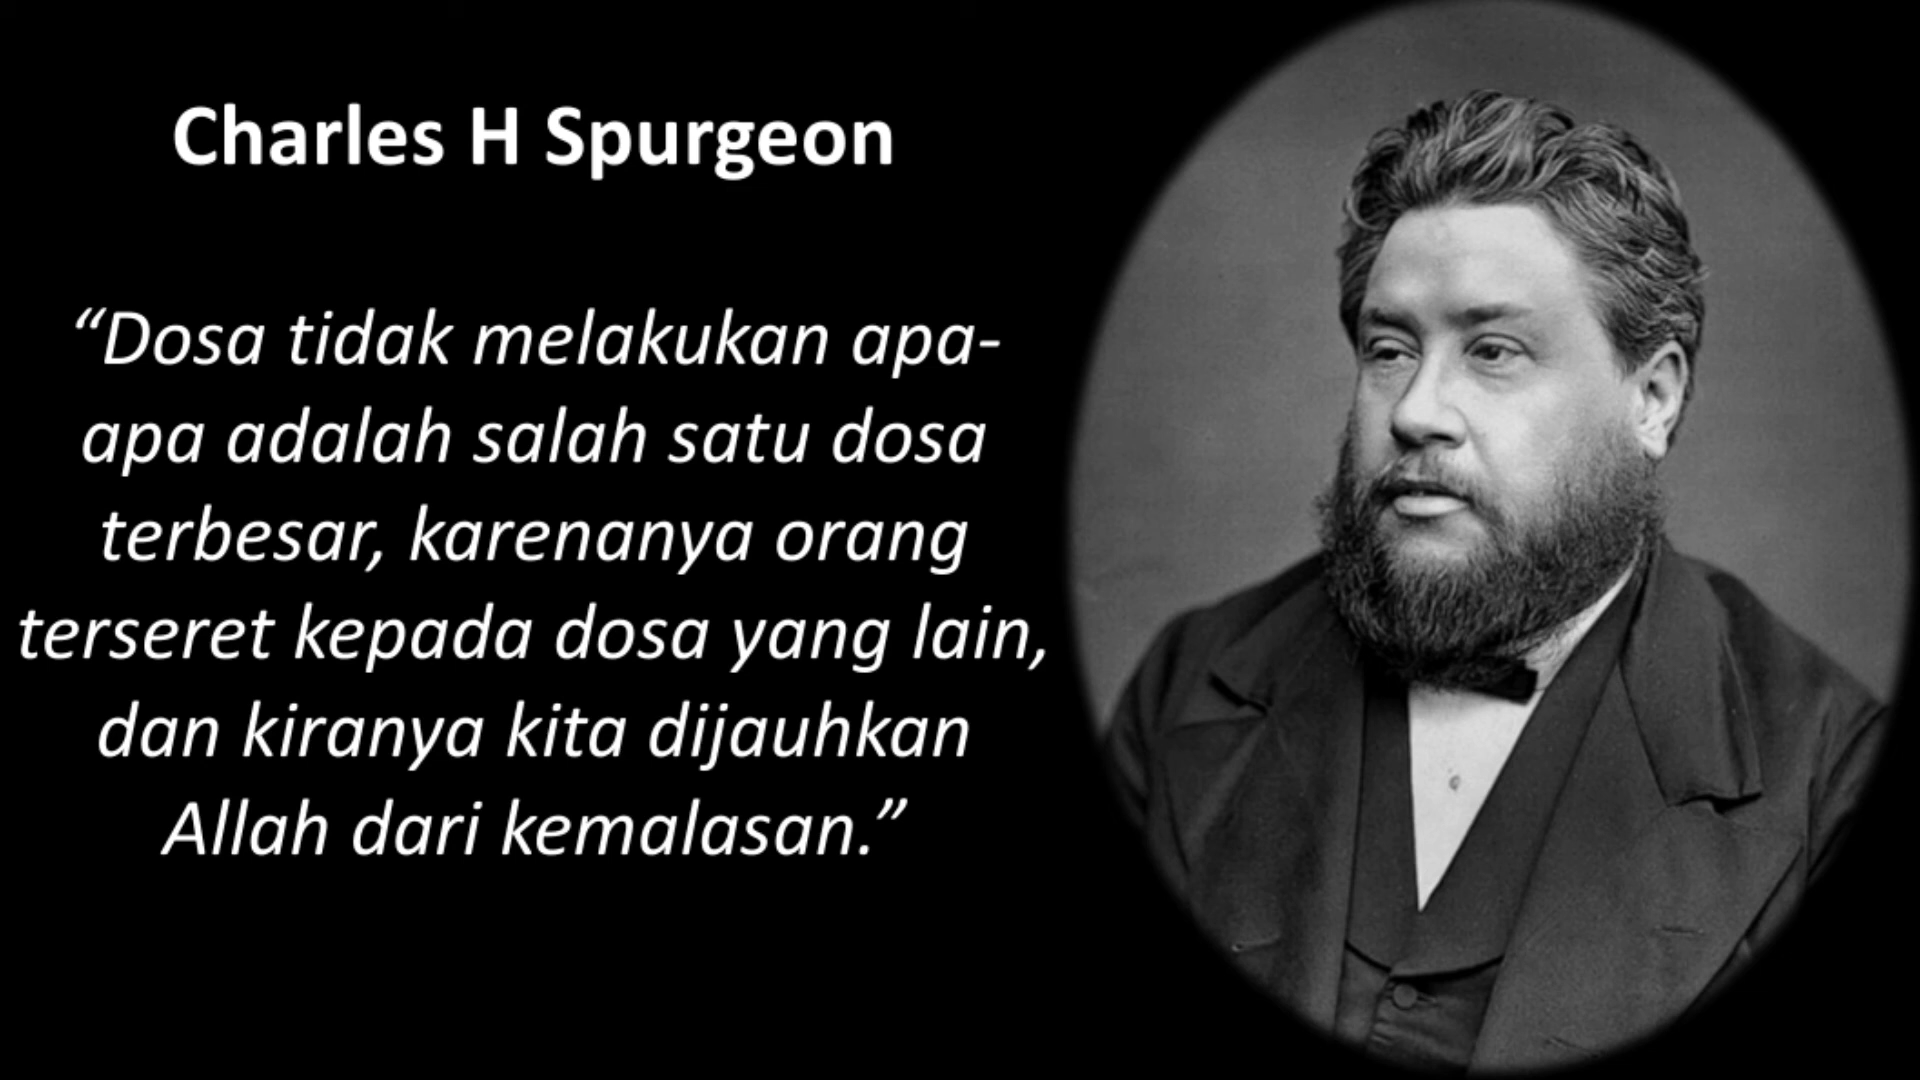 Charles H Spurgeon
“Dosa tidak melakukan apa-
apa adalah salah satu dosa
terbesar, karenanya orang
terseret kepada dosa yang lain,
dan kiranya kita dijauhkan
Allah dari kemalasan.”